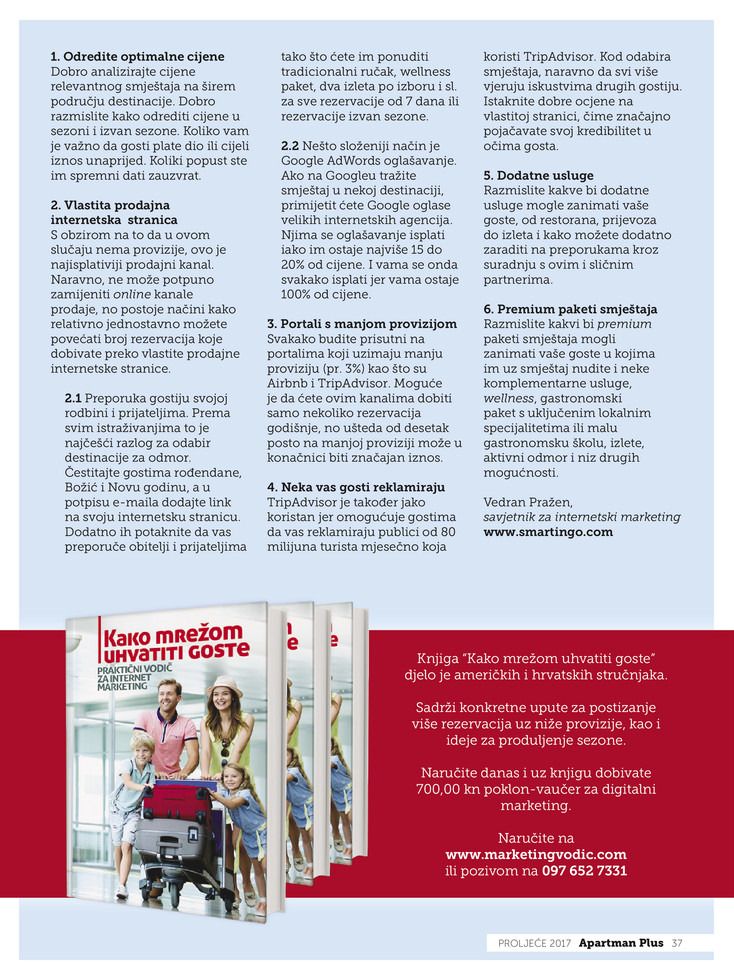 1. Odredite optimalne cijene
Dobro analizirajte cijene
relevantnog smještaja na širem
području destinacije. Dobro
razmislite kako odrediti cijene u
sezoni i izvan sezone. Koliko vam
je važno da gosti plate dio ili cijeli
iznos unaprijed. Koliki popust ste
im spremni dati zauzvrat.
2. Vlastita prodajna
internetska stranica
S obzirom na to da u ovom
slučaju nema provizije, ovo je
najisplativiji prodajni kanal.
Naravno, ne može potpuno
zamijeniti online kanale
prodaje, no postoje načini kako
relativno jednostavno možete
povećati broj rezervacija koje
dobivate preko vlastite prodajne
internetske stranice.
2.1 Preporuka gostiju svojoj
rodbini i prijateljima. Prema
svim istraživanjima to je
najčešći razlog za odabir
destinacije za odmor.
Čestitajte gostima rođendane,
Božić i Novu godinu, a u
potpisu e-maila dodajte link
na svoju internetsku stranicu.
Dodatno ih potaknite da vas
preporuče obitelji i prijateljima
tako što ćete im ponuditi
tradicionalni ručak, wellness
paket, dva izleta po izboru i sl.
za sve rezervacije od 7 dana ili
rezervacije izvan sezone.
2.2 Nešto složeniji način je
Google AdWords oglašavanje.
Ako na Googleu tražite
smještaj u nekoj destinaciji,
primijetit ćete Google oglase
velikih internetskih agencija.
Njima se oglašavanje isplati
iako im ostaje najviše 15 do
20% od cijene. I vama se onda
svakako isplati jer vama ostaje
100% od cijene.
3. Portali s manjom provizijom
Svakako budite prisutni na
portalima koji uzimaju manju
proviziju (pr. 3%) kao što su
Airbnb i TripAdvisor. Moguće
je da ćete ovim kanalima dobiti
samo nekoliko rezervacija
godišnje, no ušteda od desetak
posto na manjoj proviziji može u
konačnici biti značajan iznos.
4. Neka vas gosti reklamiraju
TripAdvisor je također jako
koristan jer omogućuje gostima
da vas reklamiraju publici od 80
milijuna turista mjesečno koja
koristi TripAdvisor. Kod odabira
smještaja, naravno da svi više
vjeruju iskustvima drugih gostiju.
Istaknite dobre ocjene na
vlastitoj stranici, čime značajno
pojačavate svoj kredibilitet u
očima gosta.
5. Dodatne usluge
Razmislite kakve bi dodatne
usluge mogle zanimati vaše
goste, od restorana, prijevoza
do izleta i kako možete dodatno
zaraditi na preporukama kroz
suradnju s ovim i sličnim
partnerima.
6. Premium paketi smještaja
Razmislite kakvi bi premium
paketi smještaja mogli
zanimati vaše goste u kojima
im uz smještaj nudite i neke
komplementarne usluge,
wellness, gastronomski
paket s uključenim lokalnim
specijalitetima ili malu
gastronomsku školu, izlete,
aktivni odmor i niz drugih
mogućnosti.
Vedran Pražen,
savjetnik za internetski marketing
www.smartingo.com
Kako mrežom
uhvatiti goste
PRAKTIČNI VODIČ
ZA INTERNET
MARKETING
Knjiga “Kako mrežom uhvatiti goste”
djelo je američkih i hrvatskih stručnjaka.
Sadrži konkretne upute za postizanje
više rezervacija uz niže provizije, kao i
ideje za produljenje sezone.
Naručite danas i uz knjigu dobivate
700,00 kn poklon-vaučer za digitalni
marketing.
Naručite na
www.marketingvodic.com
ili pozivom na 097 652 7331
PROLJEĆE 2017 Apartman Plus 37